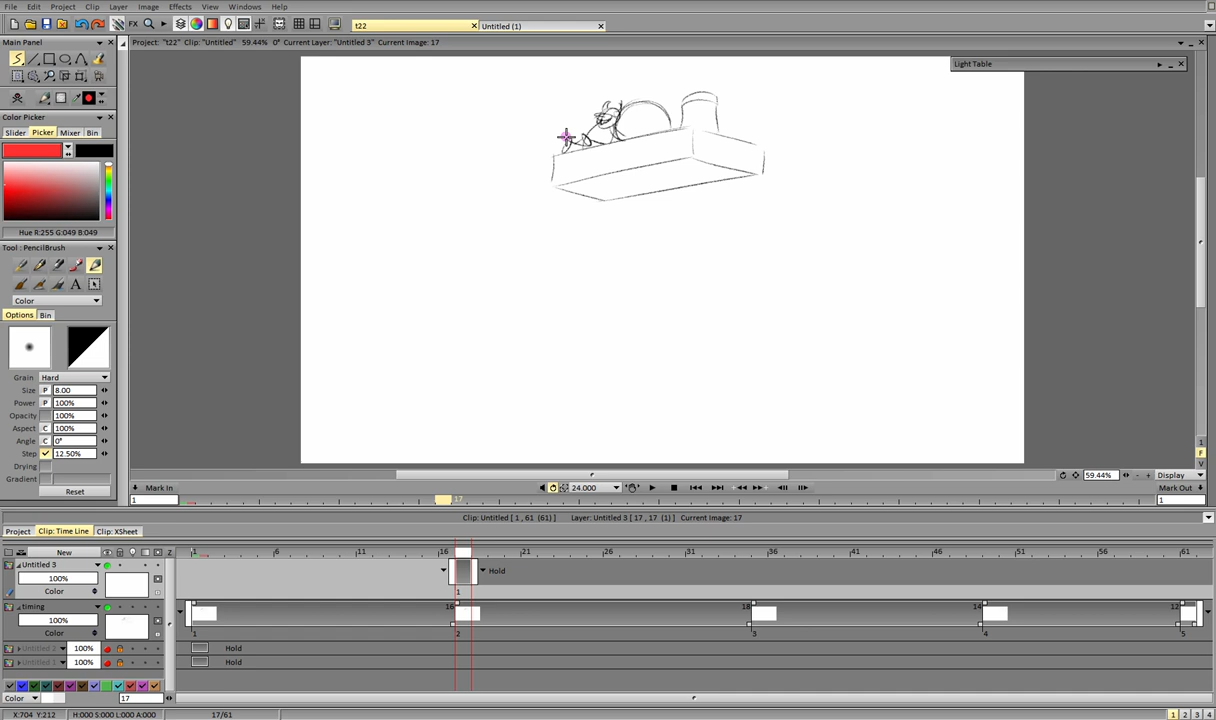 File Edit Project Clip Layer Image Effects View Windows Help
FX t22 Untitled (1)
Main Panel
Project: "t22" Clip: "Untitled" 59.44% 0° Current Layer: "Untitled 3" Current Image: 17
Light Table
Color Picker
Slider Picker Mixer Bin
Hue R:255 G:049 B:049
Tool : PencilBrush
Color
Options Bin
Grain Hard
Size P 8.00
Power P 100%
Opacity 100%
Aspect C 100%
Angle C 0°
Step 12.50%
Drying
Gradient
Reset
1
F
V
59.44% Display
Mark In 24.000 Mark Out
1 17 1
Clip: Untitled [ 1 , 61 (61) ] Layer: Untitled 3 [ 17 , 17 (1) ] Current Image: 17
Project Clip: Time Line Clip: XSheet
New Z 1 16 21 26 31 36 41 46 51 56 61
Untitled 3
100%
Color
Hold
1
timing
100%
Color
16 18 14 12
1 2 3 4 5
Untitled 2 100% Hold
Untitled 100% Hold
Color 17
X:704 Y:212 H:000 S:000 L:000 A:000 17/61 1 2 3 4